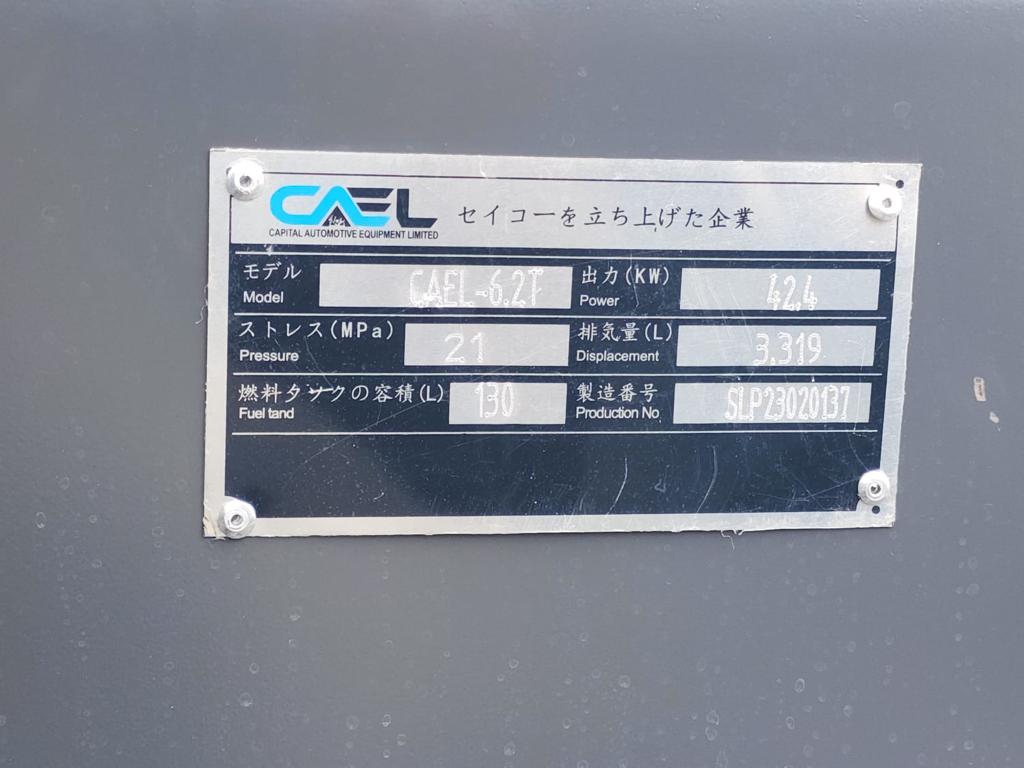 CAEL セイコーを立ち上げた企業
CAPITAL AUTOMOTIVE EQUIPMENT LIMITED
モデル CAEL-6.2T 出力(KW) 42.4
Model Power
ストレス(MPa) 21 排気量(L) 3.319
Pressure Displacement
燃料タンクの容積(L) 130 製造番号 SLP23020137
Fuel tand Production No